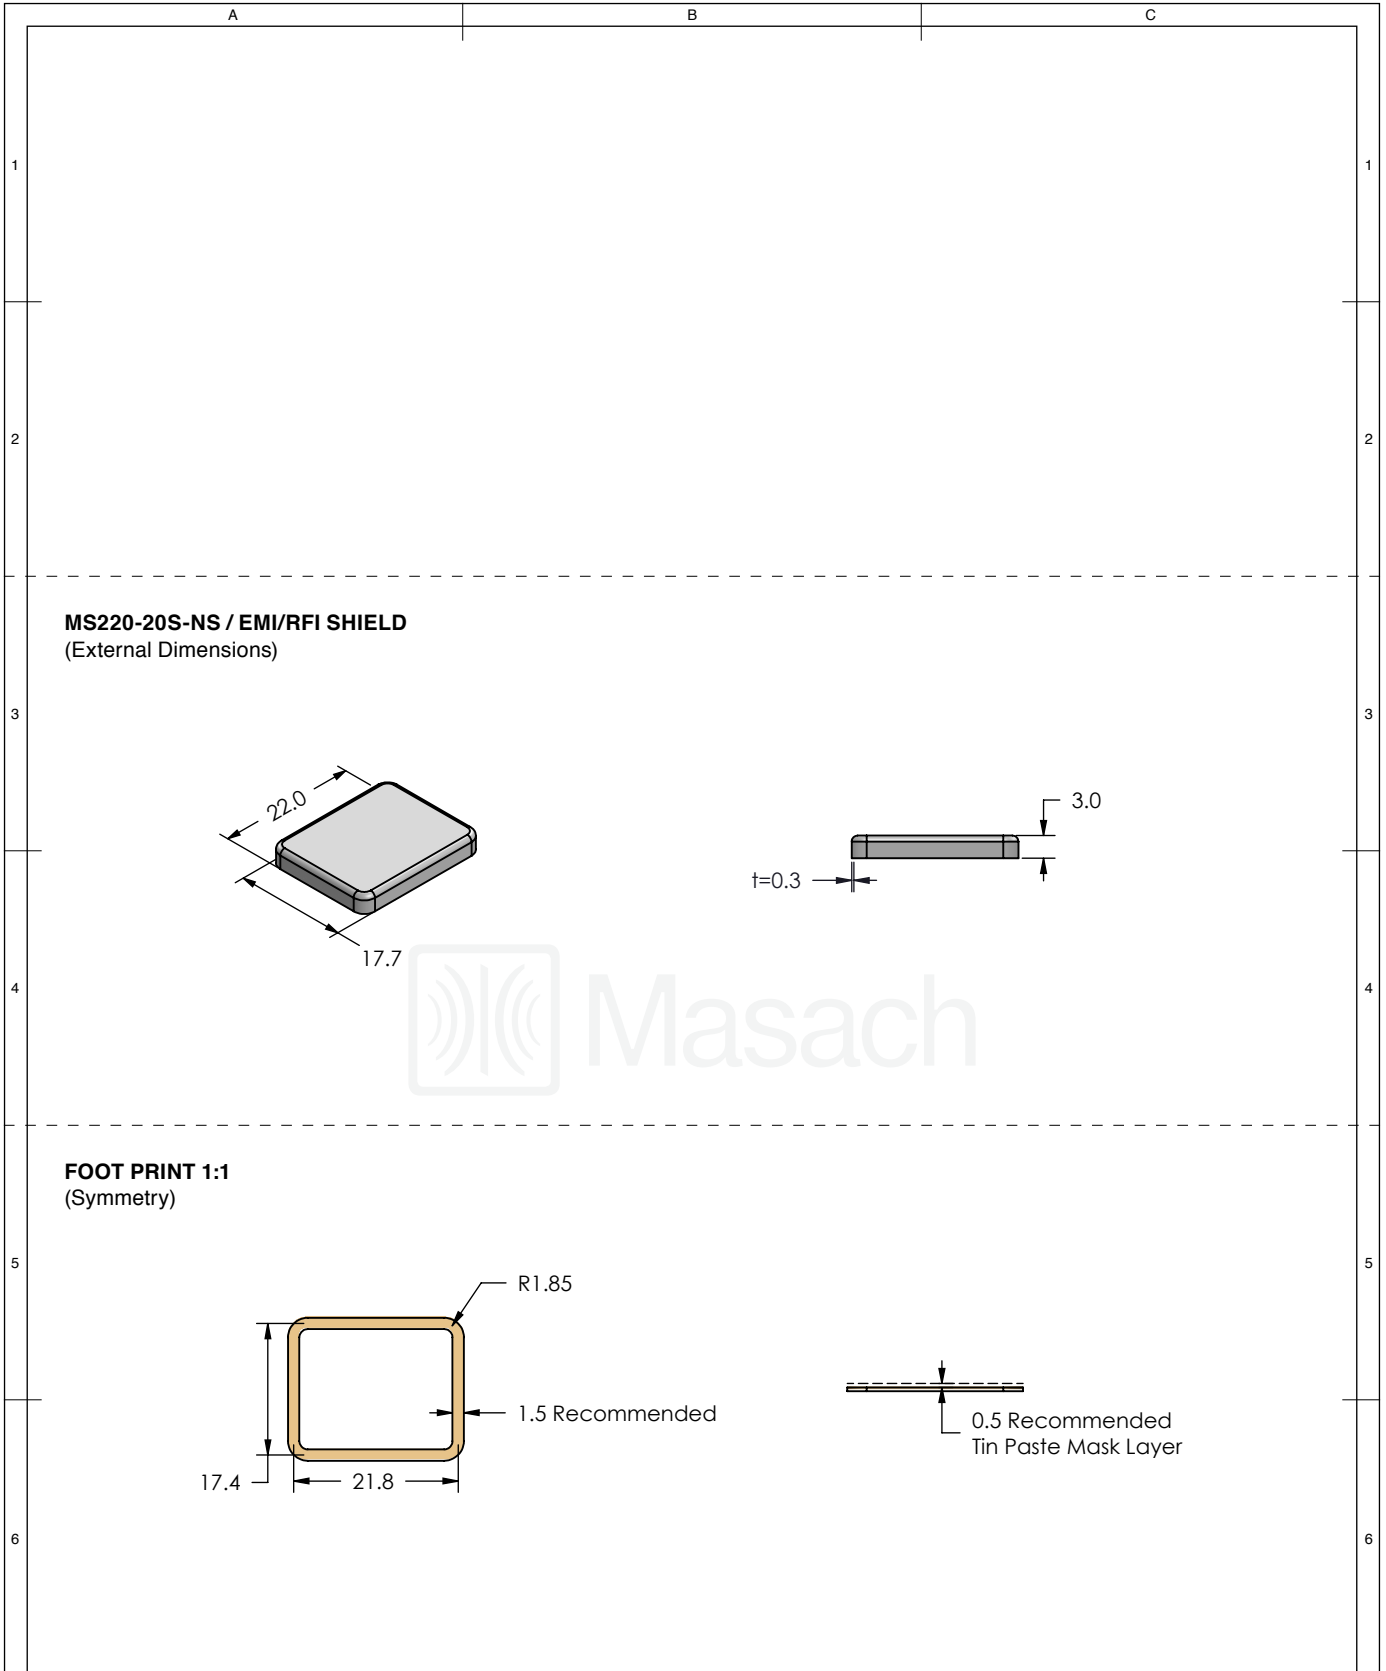 A
B
C
1
1
2
2
MS220-20S-NS / EMI/RFI SHIELD
(External Dimensions)
3
3
22.0
3.0
t=0.3
17.7
Masach
4
4
FOOT PRINT 1:1
(Symmetry)
5
5
R1.85
1.5 Recommended
0.5 Recommended
Tin Paste Mask Layer
17.4
21.8
6
6